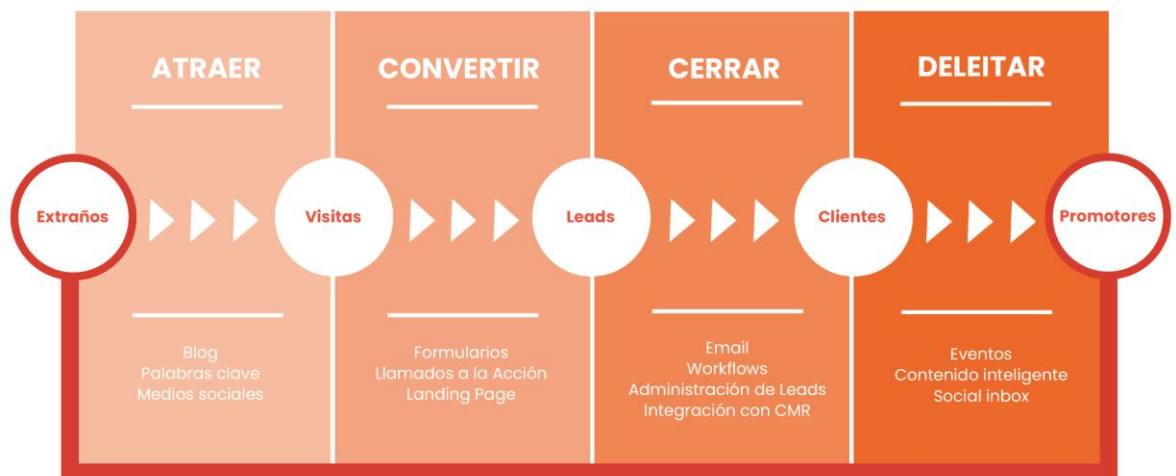 ATRAER
CONVERTIR
CERRAR
DELEITAR
Extraños
Visitas
Leads
Clientes
Promotores
Blog
Palabras clave
Medios sociales
Formularios
Llamados a la Acción
Landing Page
Email
Workflows
Administración de Leads
Integración con CMR
Eventos
Contenido inteligente
Social inbox